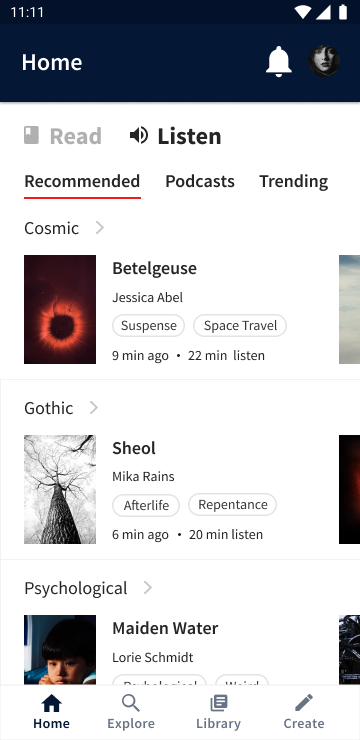 11:11
Home
Read Listen
Recommended Podcasts Trending
Cosmic
Betelgeuse
Jessica Abel
Suspense Space Travel
9 min ago • 22 min listen
Gothic
Sheol
Mika Rains
Afterlife Repentance
6 min ago • 20 min listen
Psychological
Maiden Water
Lorie Schmidt
Psychological Weird
Home Explore Library Create